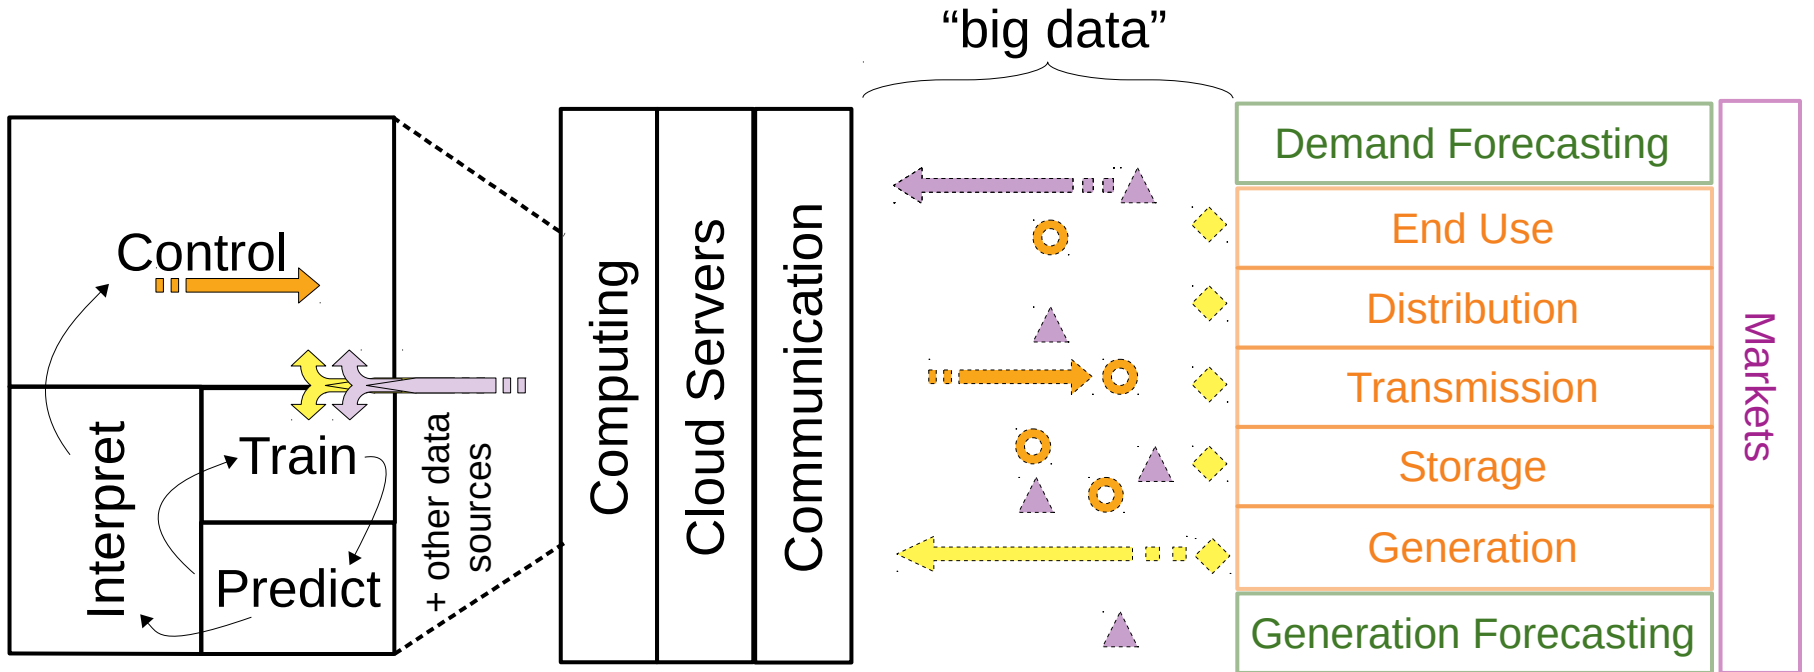 “big data”
Control
Interpret
Train
Predict
+ other data
sources
Computing
Cloud Servers
Communication
Demand Forecasting
End Use
Distribution
Transmission
Storage
Generation
Generation Forecasting
Markets